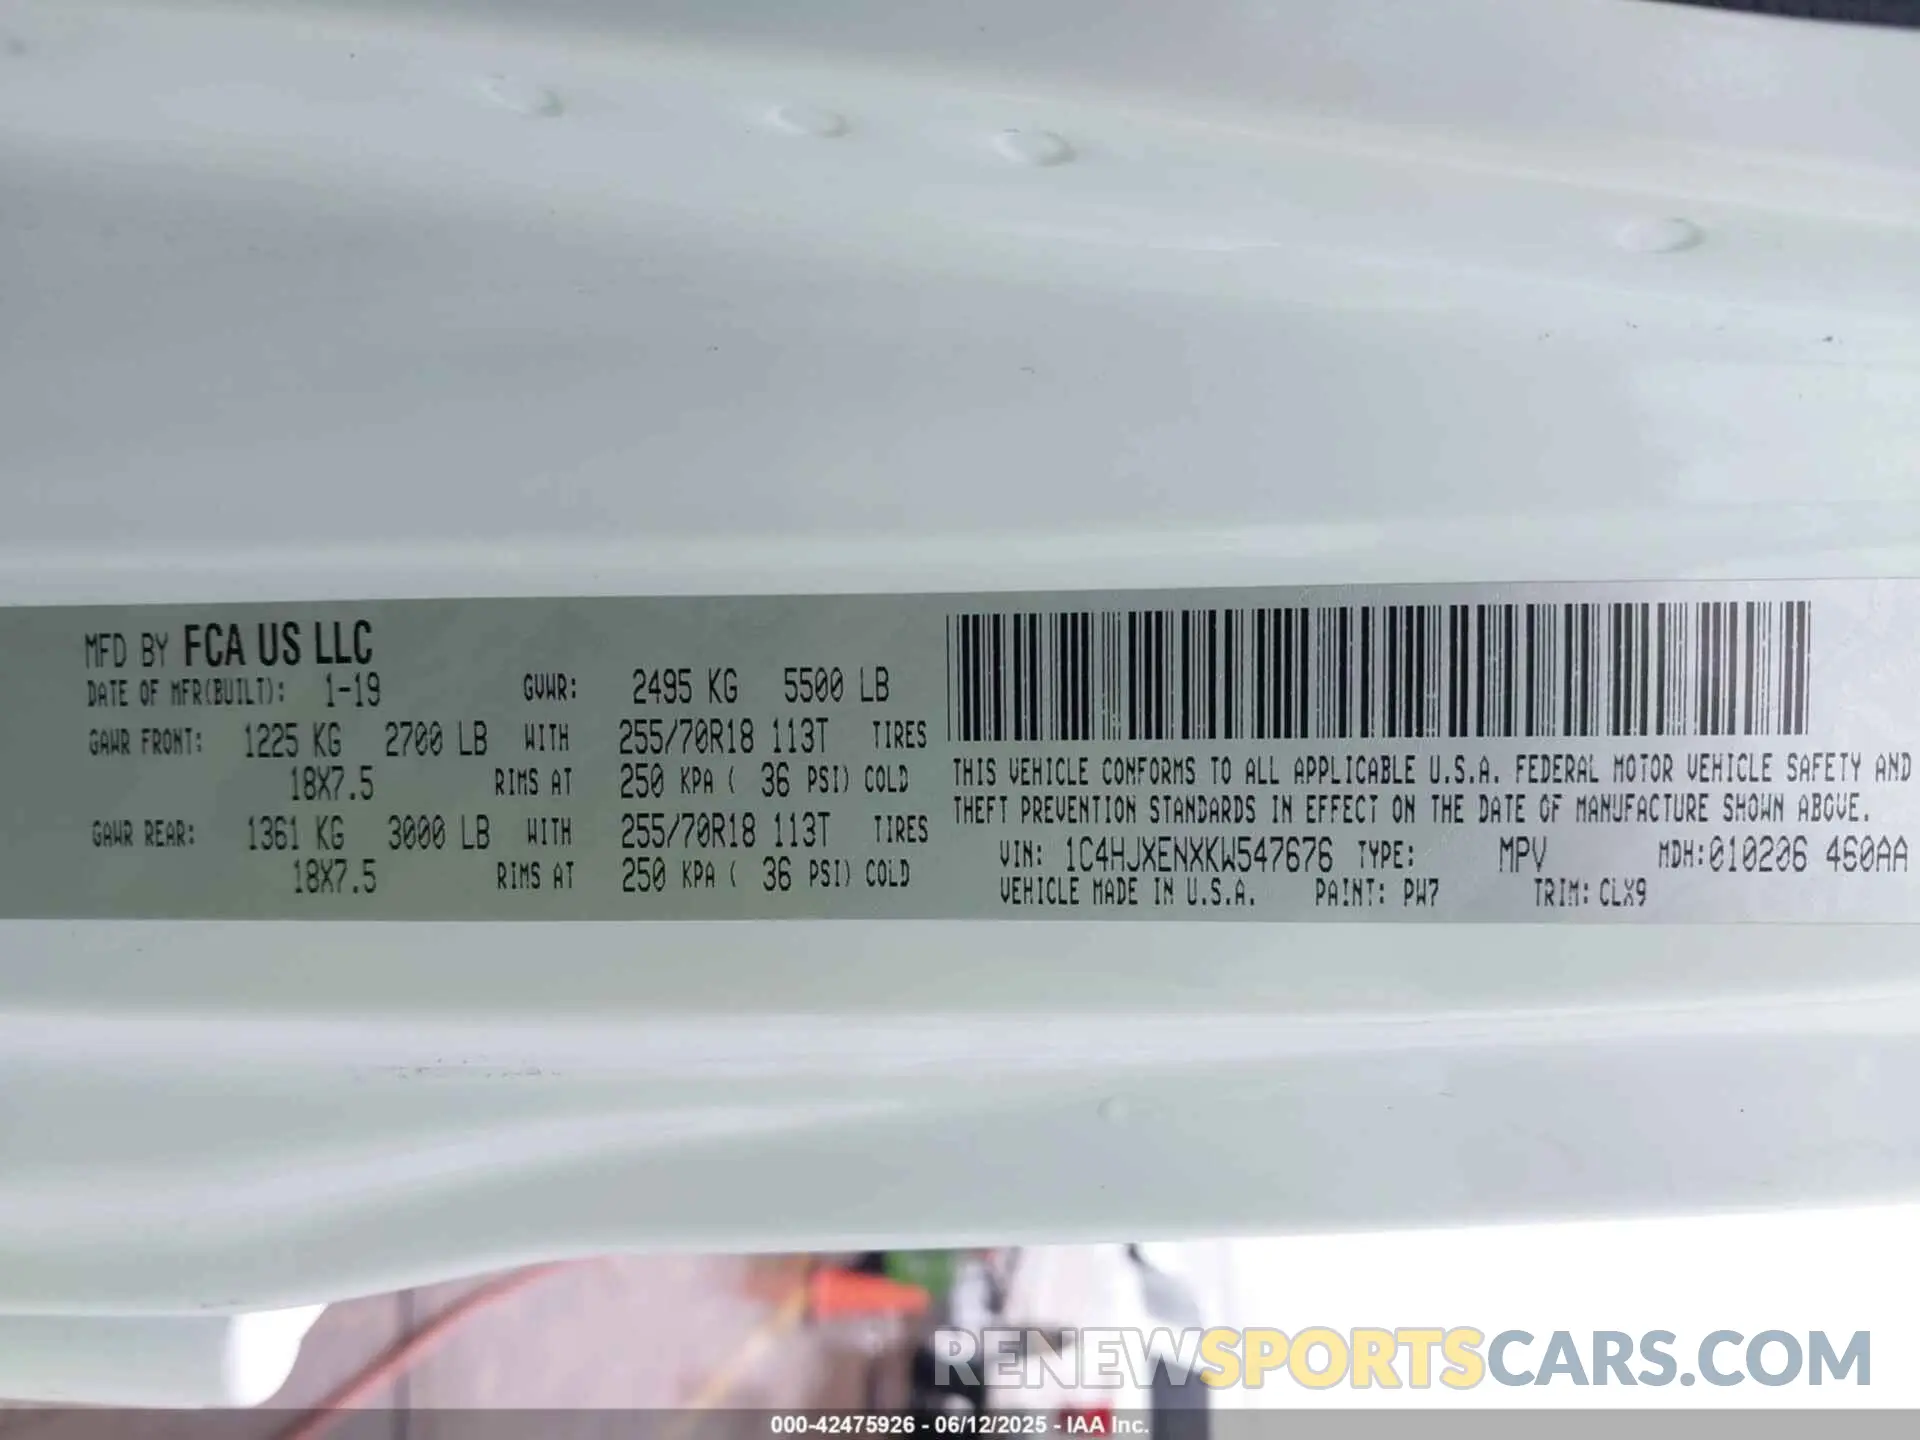 MFD BY FCA US LLC
DATE OF MFR(BUILT): 1-19 GVWR: 2495 KG 5500 LB
GAWR FRONT: 1225 KG 2700 LB WITH 255/70R18 113T TIRES
18X7.5 RIMS AT 250 KPA ( 36 PSI) COLD
GAWR REAR: 1361 KG 3000 LB WITH 255/70R18 113T TIRES
18X7.5 RIMS AT 250 KPA ( 36 PSI) COLD
THIS VEHICLE CONFORMS TO ALL APPLICABLE U.S.A. FEDERAL MOTOR VEHICLE SAFETY AND
THEFT PREVENTION STANDARDS IN EFFECT ON THE DATE OF MANUFACTURE SHOWN ABOVE.
VIN: 1C4HJXENXKW547676 TYPE: MPV MDH:010206 460AA
VEHICLE MADE IN U.S.A. PAINT: PW7 TRIM: CLX9
RENEWSPORTSCARS.COM
000-42475926 - 06/12/2025 - IAA Inc.